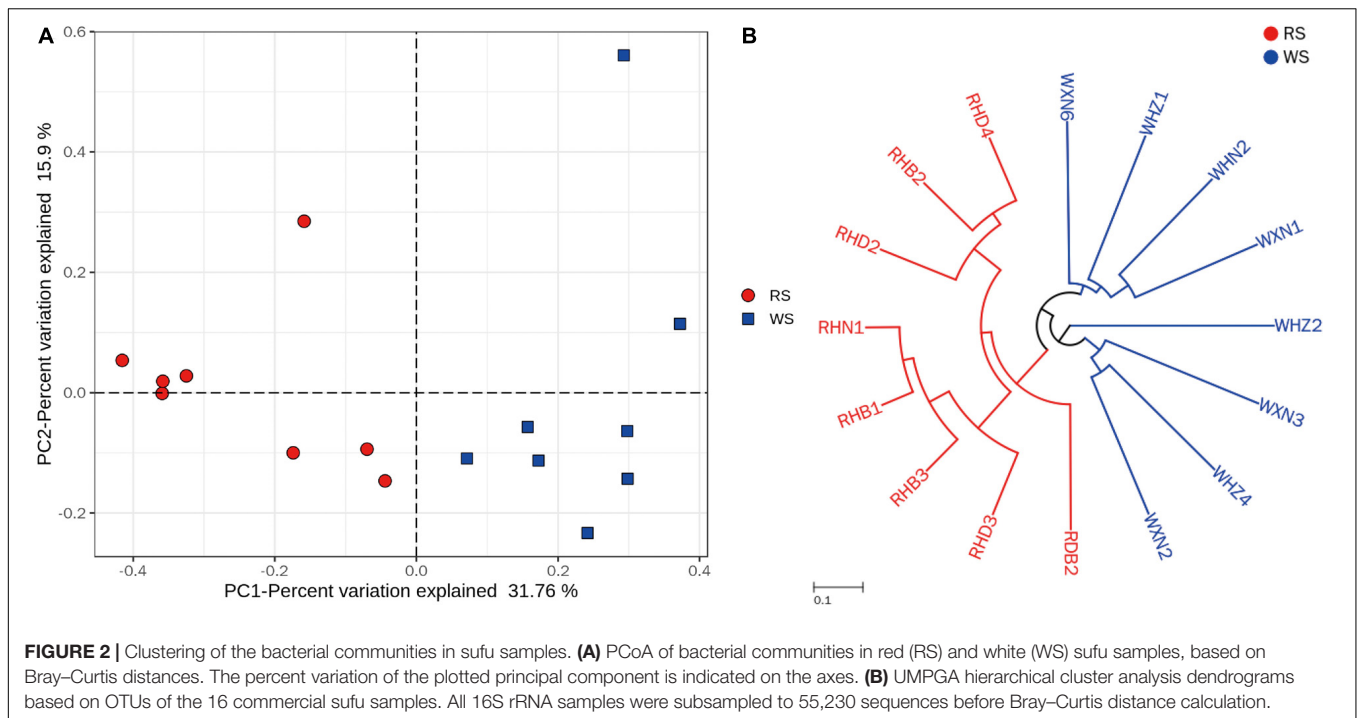 A
0.6
0.4
0.2
0.0
-0.2
PC2-Percent variation explained 15.9 %
-0.4
-0.2
0.0
0.2
0.4
PC1-Percent variation explained 31.76 %
RS
WS
B
RS
WS
WXN6
WHZ1
WHN2
WXN1
WHZ2
WXN3
WHZ4
WXN2
RDB2
RHD3
RHB3
RHB1
RHN1
RHD2
RHB2
RHD4
0.1
FIGURE 2 | Clustering of the bacterial communities in sufu samples. (A) PCoA of bacterial communities in red (RS) and white (WS) sufu samples, based on
Bray–Curtis distances. The percent variation of the plotted principal component is indicated on the axes. (B) UMPGA hierarchical cluster analysis dendrograms
based on OTUs of the 16 commercial sufu samples. All 16S rRNA samples were subsampled to 55,230 sequences before Bray–Curtis distance calculation.